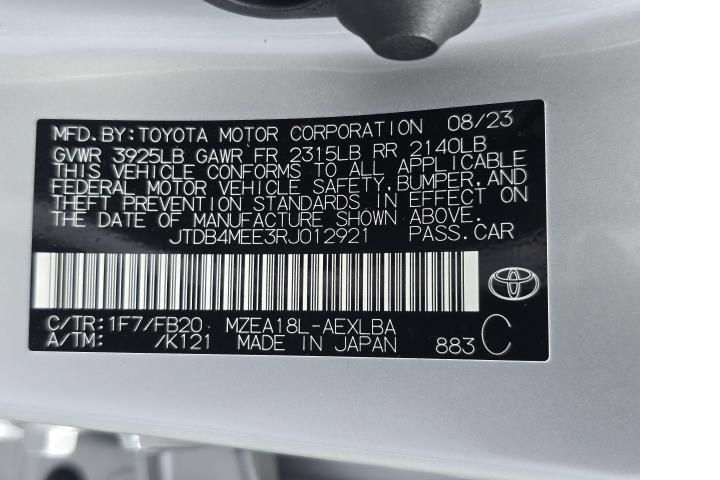 MFD.BY:TOYOTA MOTOR CORPORATION 08/23
GVWR 3925LB GAWR FR 2315LB RR 2140LB
THIS VEHICLE CONFORMS TO ALL APPLICABLE
FEDERAL MOTOR VEHICLE SAFETY,BUMPER,AND
THEFT PREVENTION STANDARDS IN EFFECT ON
THE DATE OF MANUFACTURE SHOWN ABOVE.
JTDB4MEE3RJ012921 PASS.CAR
C/TR:1F7/FB20 MZEA18L-AEXLBA C
A/TM: /K121 MADE IN JAPAN 883